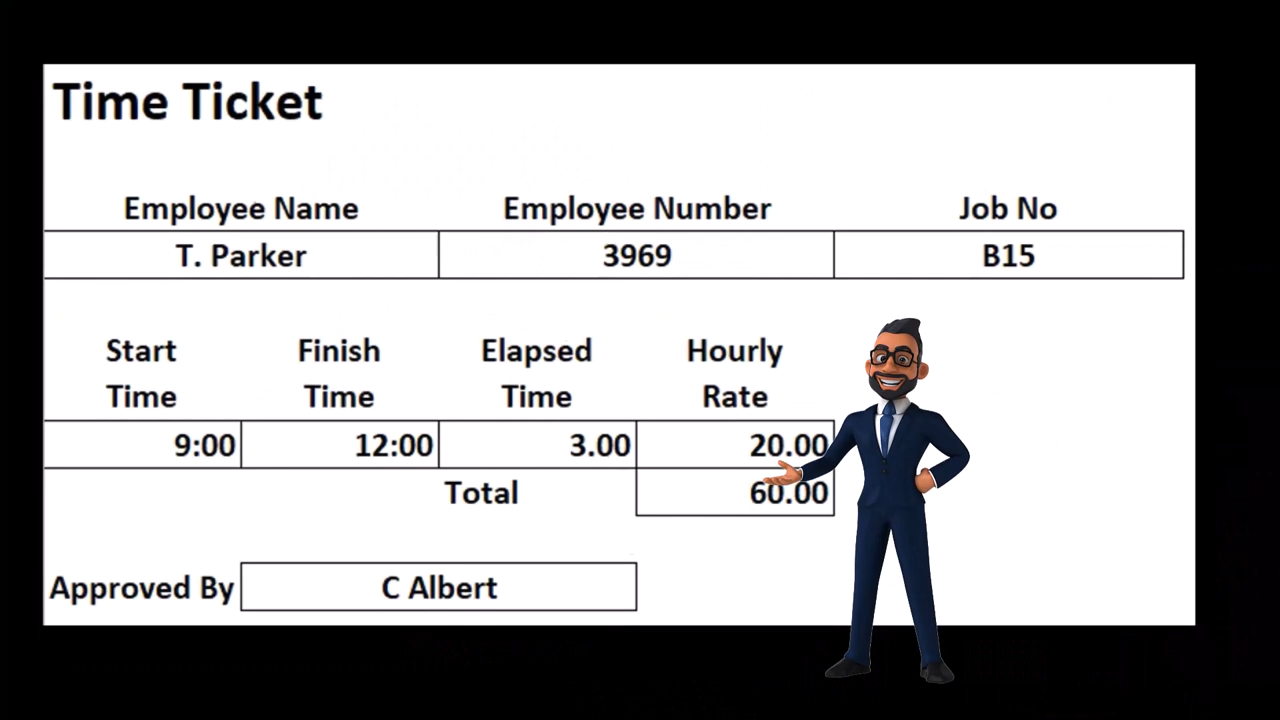 Time Ticket
Employee Name Employee Number Job No
T. Parker 3969 B15
Start Finish Elapsed Hourly
Time Time Time Rate
9:00 12:00 3.00 20.00
Total 60.00
Approved By C Albert